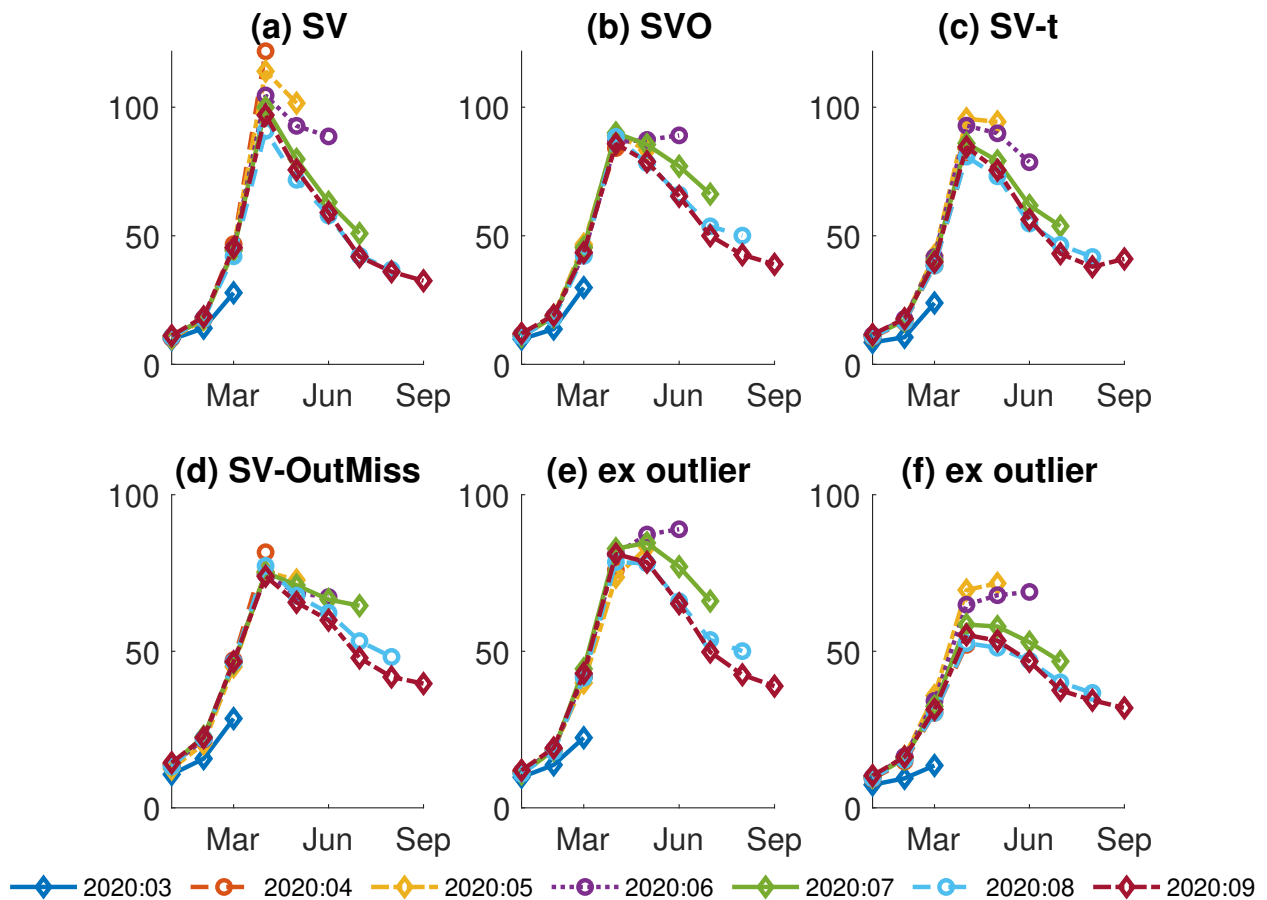 (a) SV (b) SVO (c) SV-t
100 100 100
50 50 50
0 0 0
Mar Jun Sep Mar Jun Sep Mar Jun Sep
(d) SV-OutMiss (e) ex outlier (f) ex outlier
100 100 100
50 50 50
0 0 0
Mar Jun Sep Mar Jun Sep Mar Jun Sep
2020:03 2020:04 2020:05 2020:06 2020:07 2020:08 2020:09